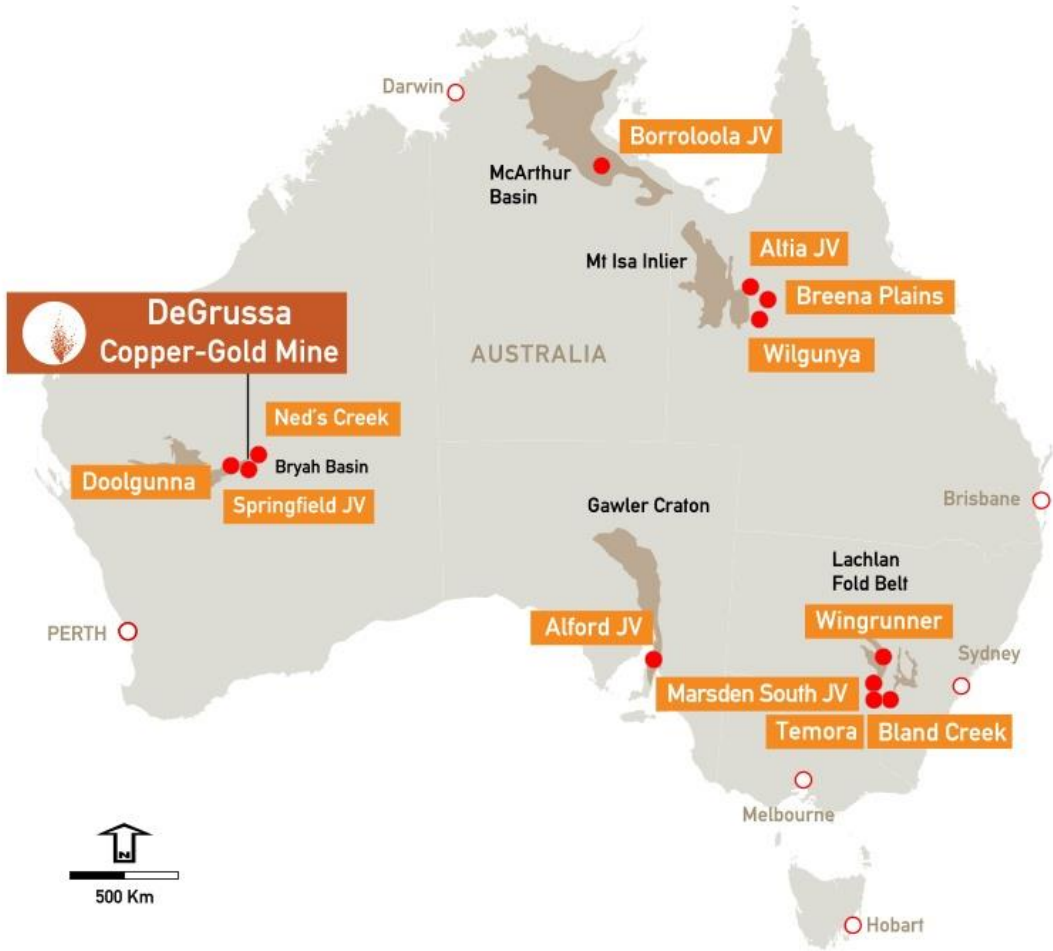 Darwin
Borroloola JV
McArthur
Basin
Altia JV
Mt Isa Inlier
Breena Plains
DeGrussa
Copper-Gold Mine
AUSTRALIA
Wilgunya
Ned's Creek
Bryah Basin
Doolgunna
Springfield JV
Brisbane
Gawler Craton
Lachlan
Fold Belt
Wingrunner
Alford JV
PERTH
Sydney
Marsden South JV
Temora
Bland Creek
Melbourne
N
500 Km
Hobart